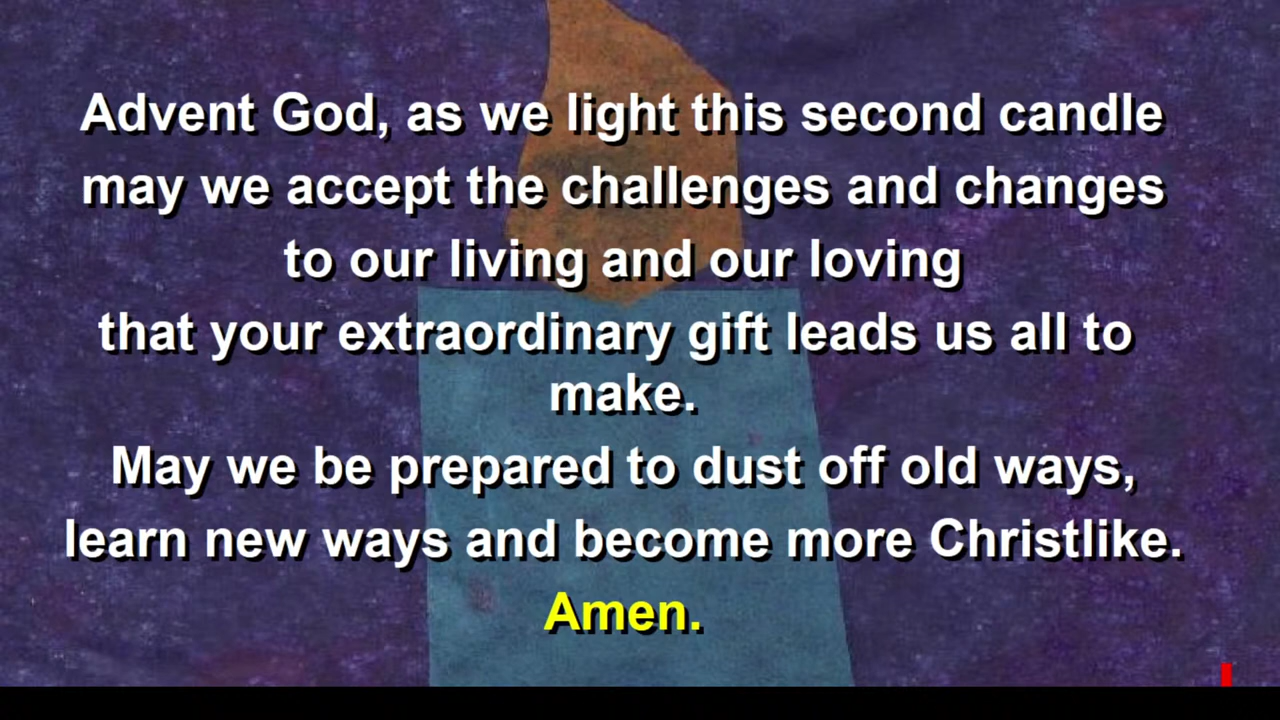 Advent God, as we light this second candle
may we accept the challenges and changes
to our living and our loving
that your extraordinary gift leads us all to
make.
May we be prepared to dust off old ways,
learn new ways and become more Christlike.
Amen.